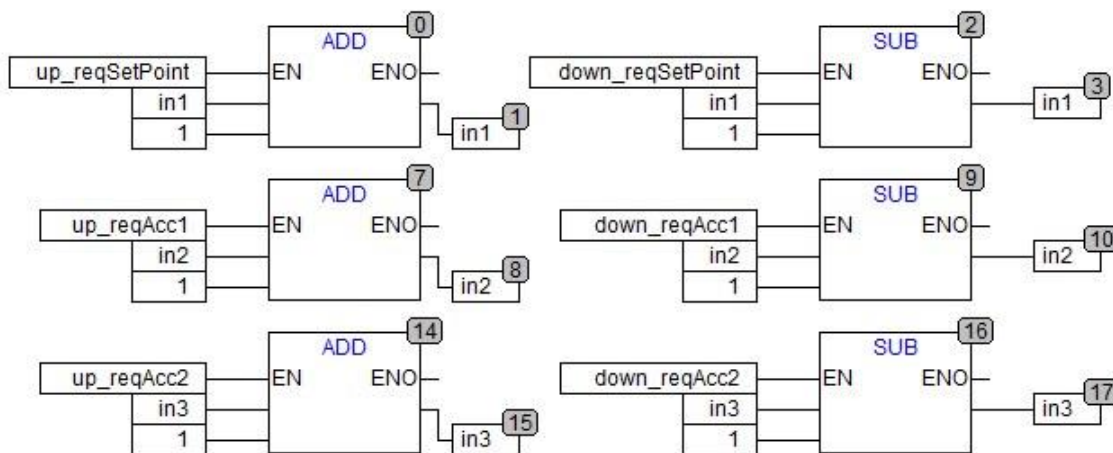 0
ADD
up_reqSetPoint
EN
ENO
in1
1
1
in1
2
SUB
down_reqSetPoint
EN
ENO
in1
1
3
in1
7
ADD
up_reqAcc1
EN
ENO
in2
1
8
in2
9
SUB
down_reqAcc1
EN
ENO
in2
1
10
in2
14
ADD
up_reqAcc2
EN
ENO
in3
1
15
in3
16
SUB
down_reqAcc2
EN
ENO
in3
1
17
in3